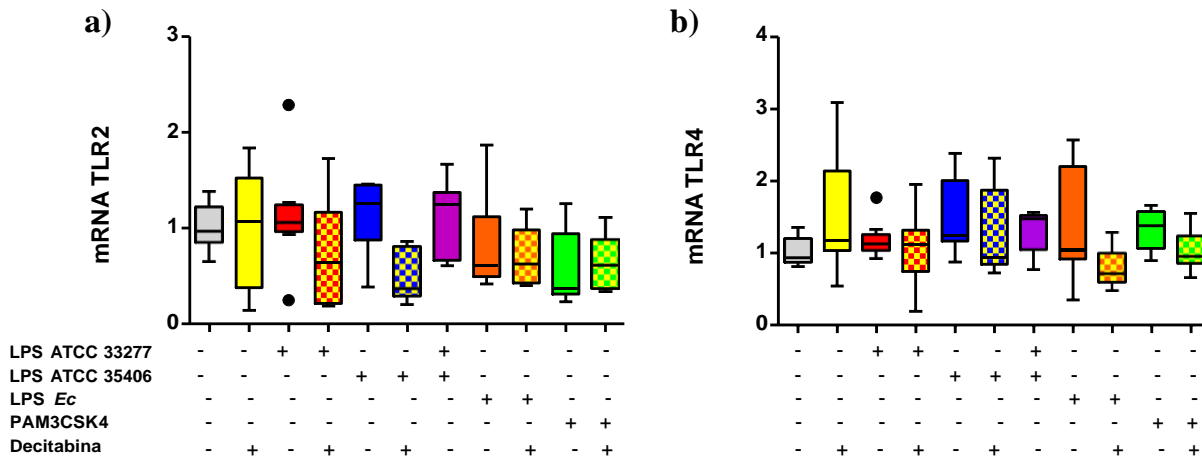 a)
b)
mRNA TLR2
3
2
1
0
mRNA TLR4
4
3
2
1
0
LPS ATCC 33277 - - + + - - + - - - - - - + + - - + - - - -
LPS ATCC 35406 - - - - + + + - - - - - - - - + + + - - - -
LPS Ec - - - - - - - + + - - - - - - - - - + + - -
PAM3CSK4 - - - - - - - - - + + - - - - - - - - - + +
Decitabina - + - + - + - - + - + - + - + - + - - + - +